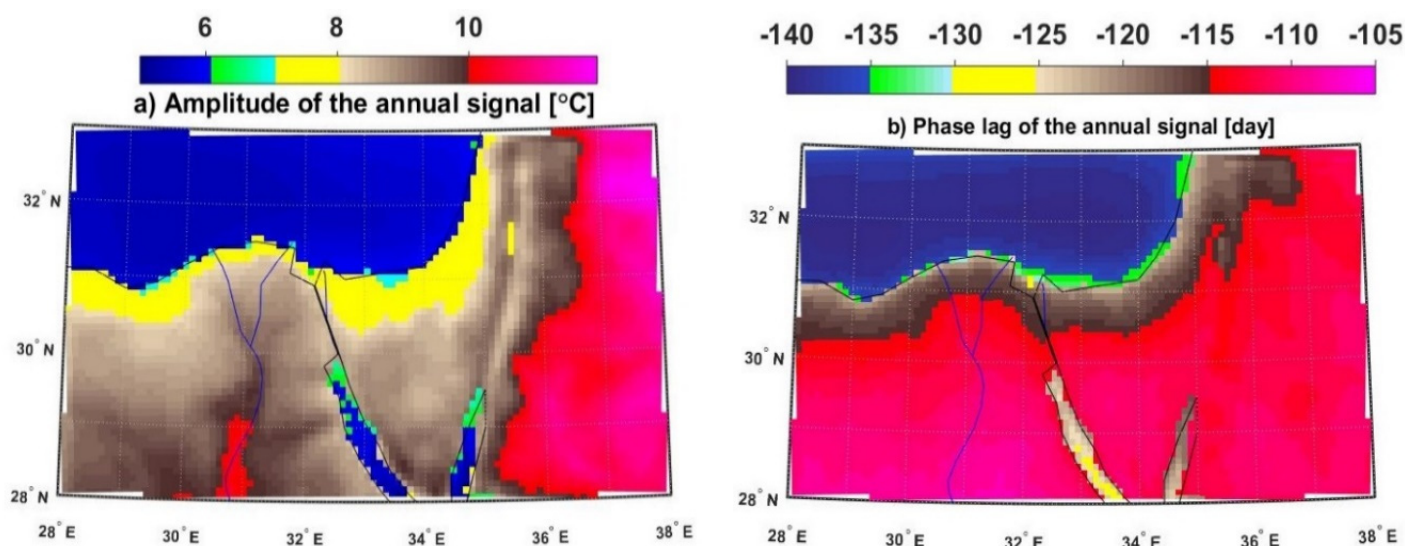 6 8 10
a) Amplitude of the annual signal [°C]
32° N
30° N
28° N
28° E 30° E 32° E 34° E 36° E 38° E
-140 -135 -130 -125 -120 -115 -110 -105
b) Phase lag of the annual signal [day]
32° N
30° N
28° N
28° E 30° E 32° E 34° E 36° E 38° E